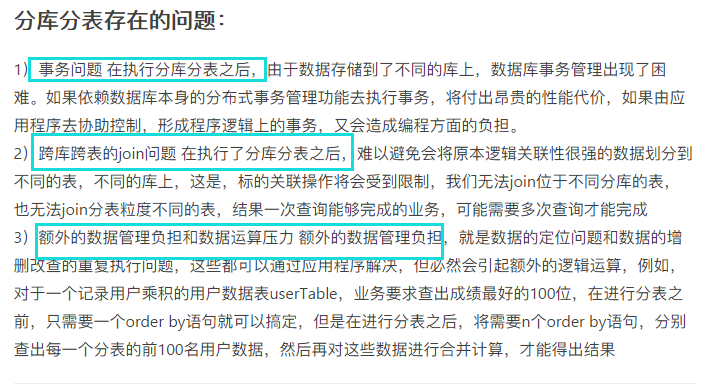 分库分表存在的问题：
1） 事务问题 在执行分库分表之后，由于数据存储到了不同的库上，数据库事务管理出现了困
难。如果依赖数据库本身的分布式事务管理功能去执行事务，将付出昂贵的性能代价，如果由应
用程序去协助控制，形成程序逻辑上的事务，又会造成编程方面的负担。
2） 跨库跨表的join问题 在执行了分库分表之后，难以避免会将原本逻辑关联性很强的数据划分到
不同的表，不同的库上，这是，标的关联操作将会受到限制，我们无法join位于不同分库的表，
也无法join分表粒度不同的表，结果一次查询能够完成的业务，可能需要多次查询才能完成
3） 额外的数据管理负担和数据运算压力 额外的数据管理负担，就是数据的定位问题和数据的增
删改查的重复执行问题，这些都可以通过应用程序解决，但必然会引起额外的逻辑运算，例如，
对于一个记录用户乘积的用户数据表userTable，业务要求查出成绩最好的100位，在进行分表之
前，只需要一个order by语句就可以搞定，但是在进行分表之后，将需要n个order by语句，分别
查出每一个分表的前100名用户数据，然后再对这些数据进行合并计算，才能得出结果